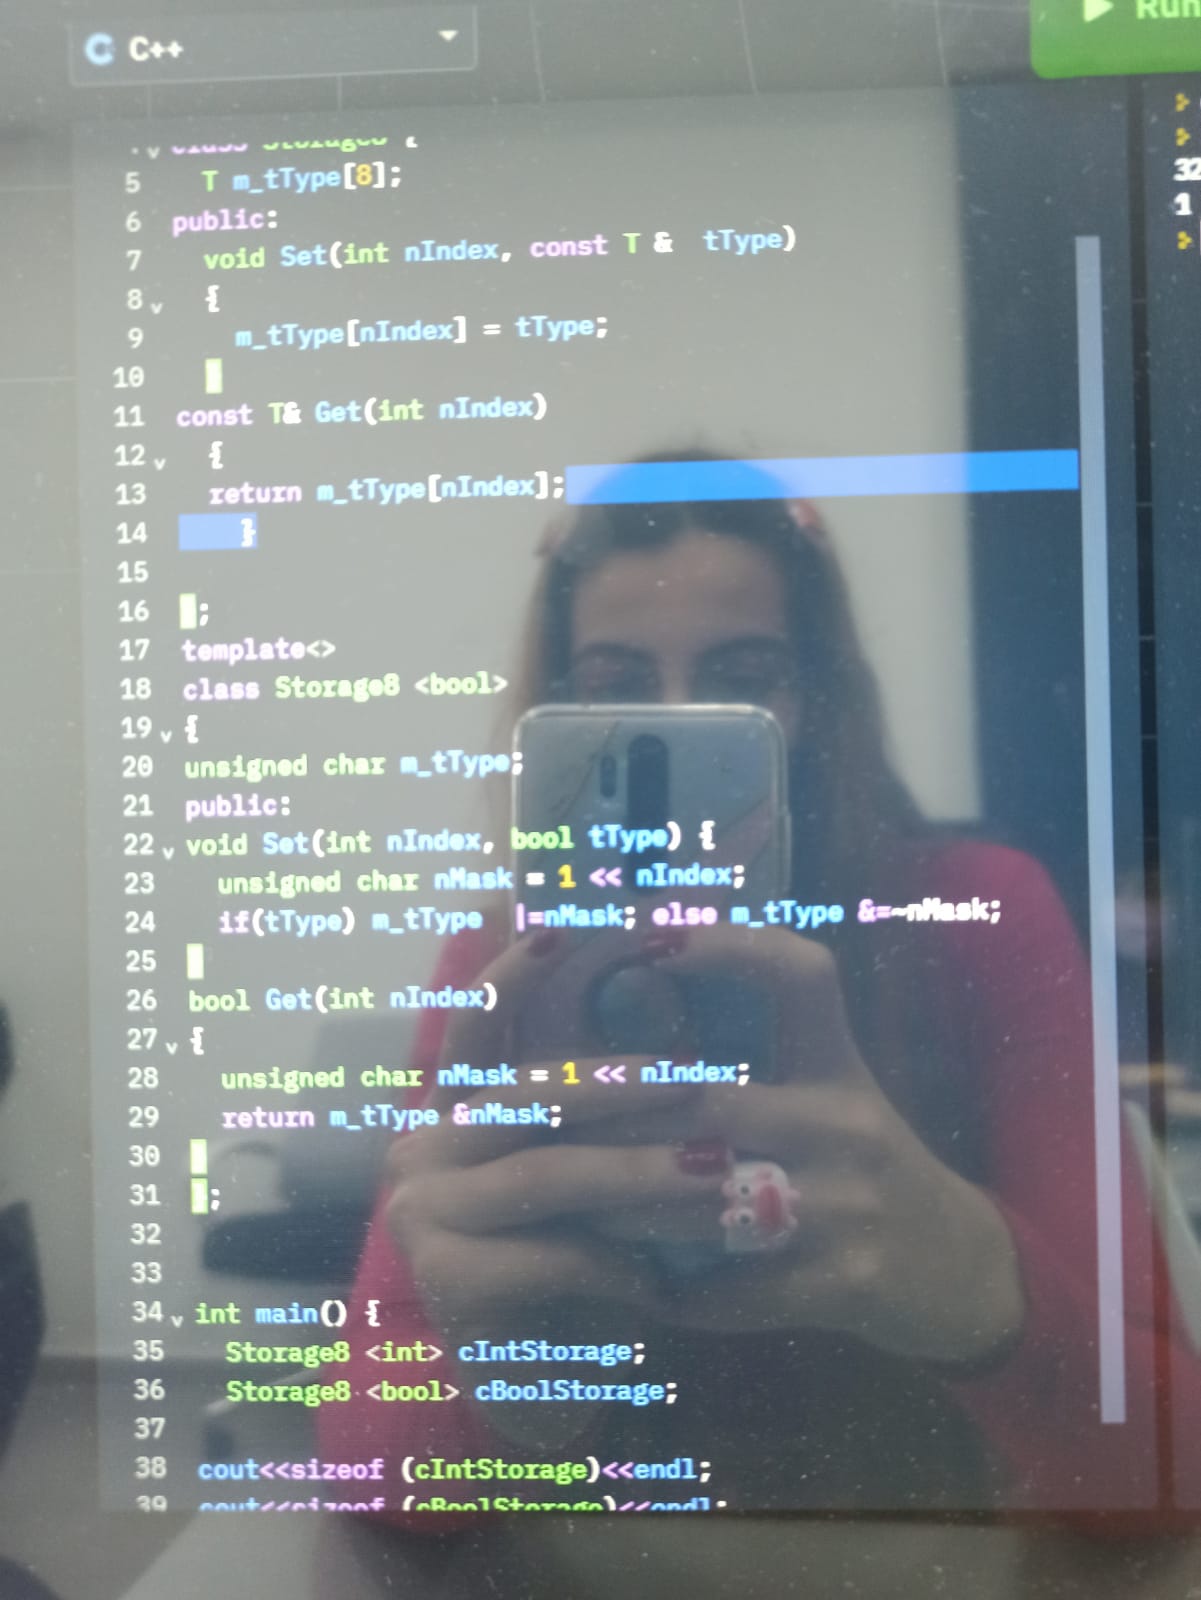 C++
Run
class Storage8 {
5 T m_tType[8];
6 public:
7 void Set(int nIndex, const T & tType)
8 {
9 m_tType[nIndex] = tType;
10
11 const T& Get(int nIndex)
12 {
13 return m_tType[nIndex];
14 }
15
16 ;
17 template<>
18 class Storage8 <bool>
19 {
20 unsigned char m_tType;
21 public:
22 void Set(int nIndex, bool tType) {
23 unsigned char nMask = 1 << nIndex;
24 if(tType) m_tType |=nMask; else m_tType &=~nMask;
25
26 bool Get(int nIndex)
27 {
28 unsigned char nMask = 1 << nIndex;
29 return m_tType &nMask;
30
31 ;
32
33
34 int main() {
35 Storage8 <int> cIntStorage;
36 Storage8 <bool> cBoolStorage;
37
38 cout<<sizeof (cIntStorage)<<endl;
39 cout<<sizeof (cBoolStorage)<<endl;
32
1